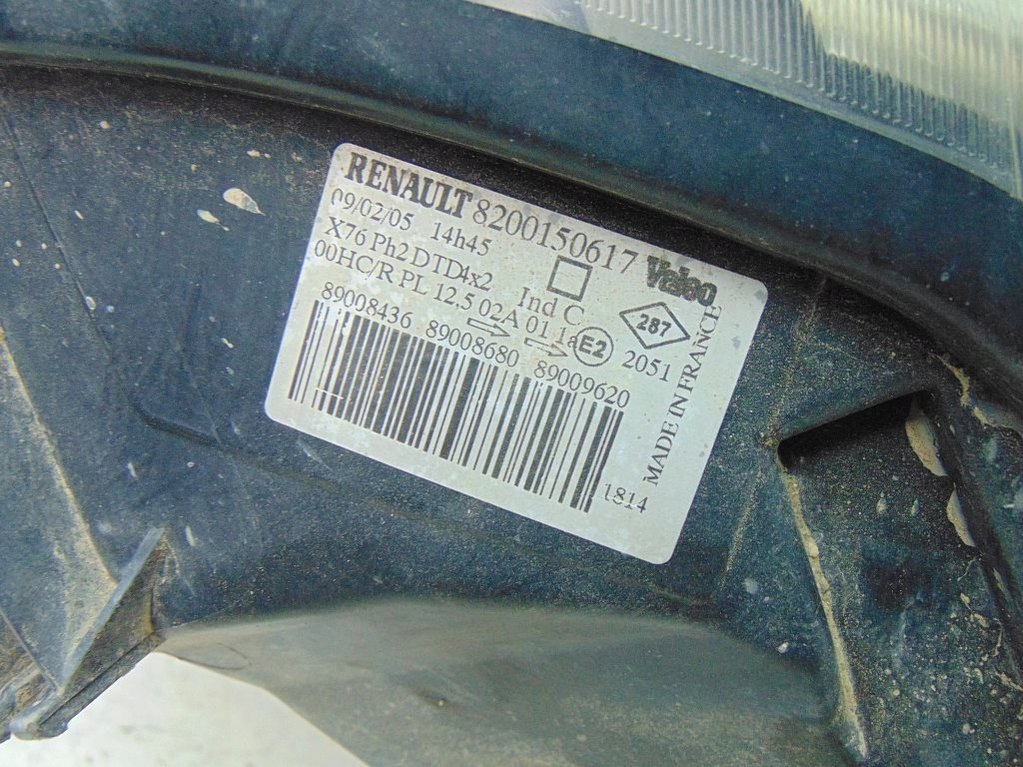 RENAULT 8200150617 Valeo
09/02/05 14h45
X76 Ph2 DTD4x2 Ind C 287
00HC/R PL 12.5 02A 01 1a E2 2051
89008436 89008680 89009620
MADE IN FRANCE
1814